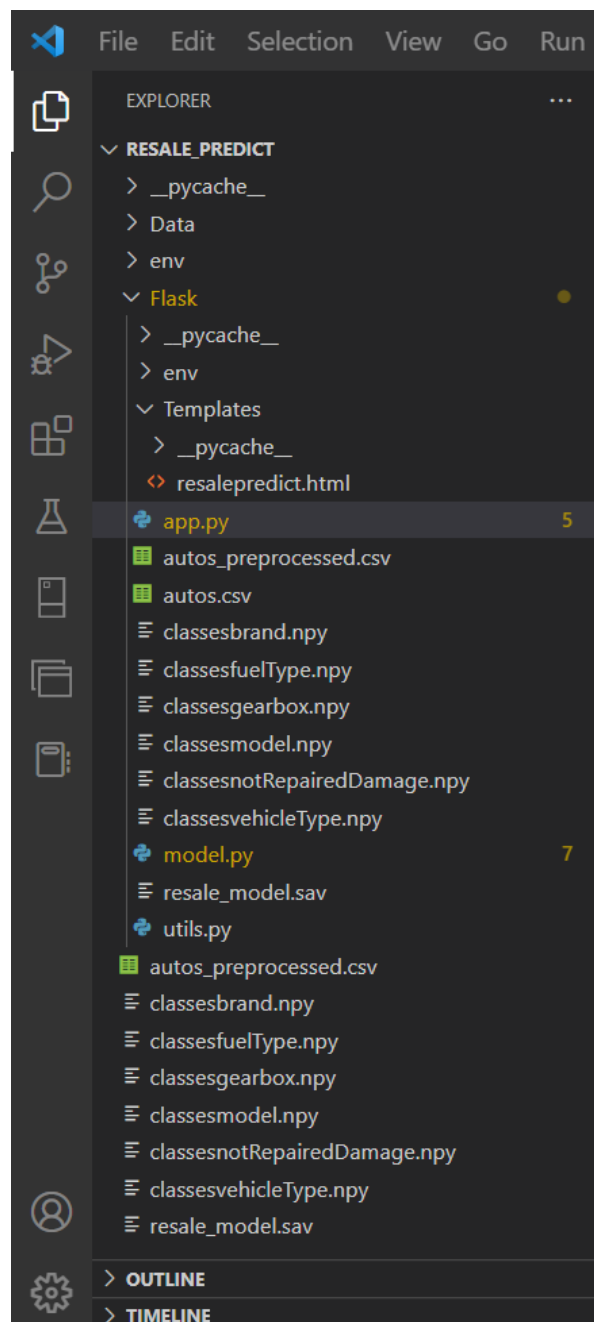 File Edit Selection View Go Run
EXPLORER ...
RESALE_PREDICT
__pycache__
Data
env
Flask
__pycache__
env
Templates
__pycache__
resalepredict.html
app.py 5
autos_preprocessed.csv
autos.csv
classesbrand.npy
classesfuelType.npy
classesgearbox.npy
classesmodel.npy
classesnotRepairedDamage.npy
classesvehicleType.npy
model.py 7
resale_model.sav
utils.py
autos_preprocessed.csv
classesbrand.npy
classesfuelType.npy
classesgearbox.npy
classesmodel.npy
classesnotRepairedDamage.npy
classesvehicleType.npy
resale_model.sav
OUTLINE
TIMELINE